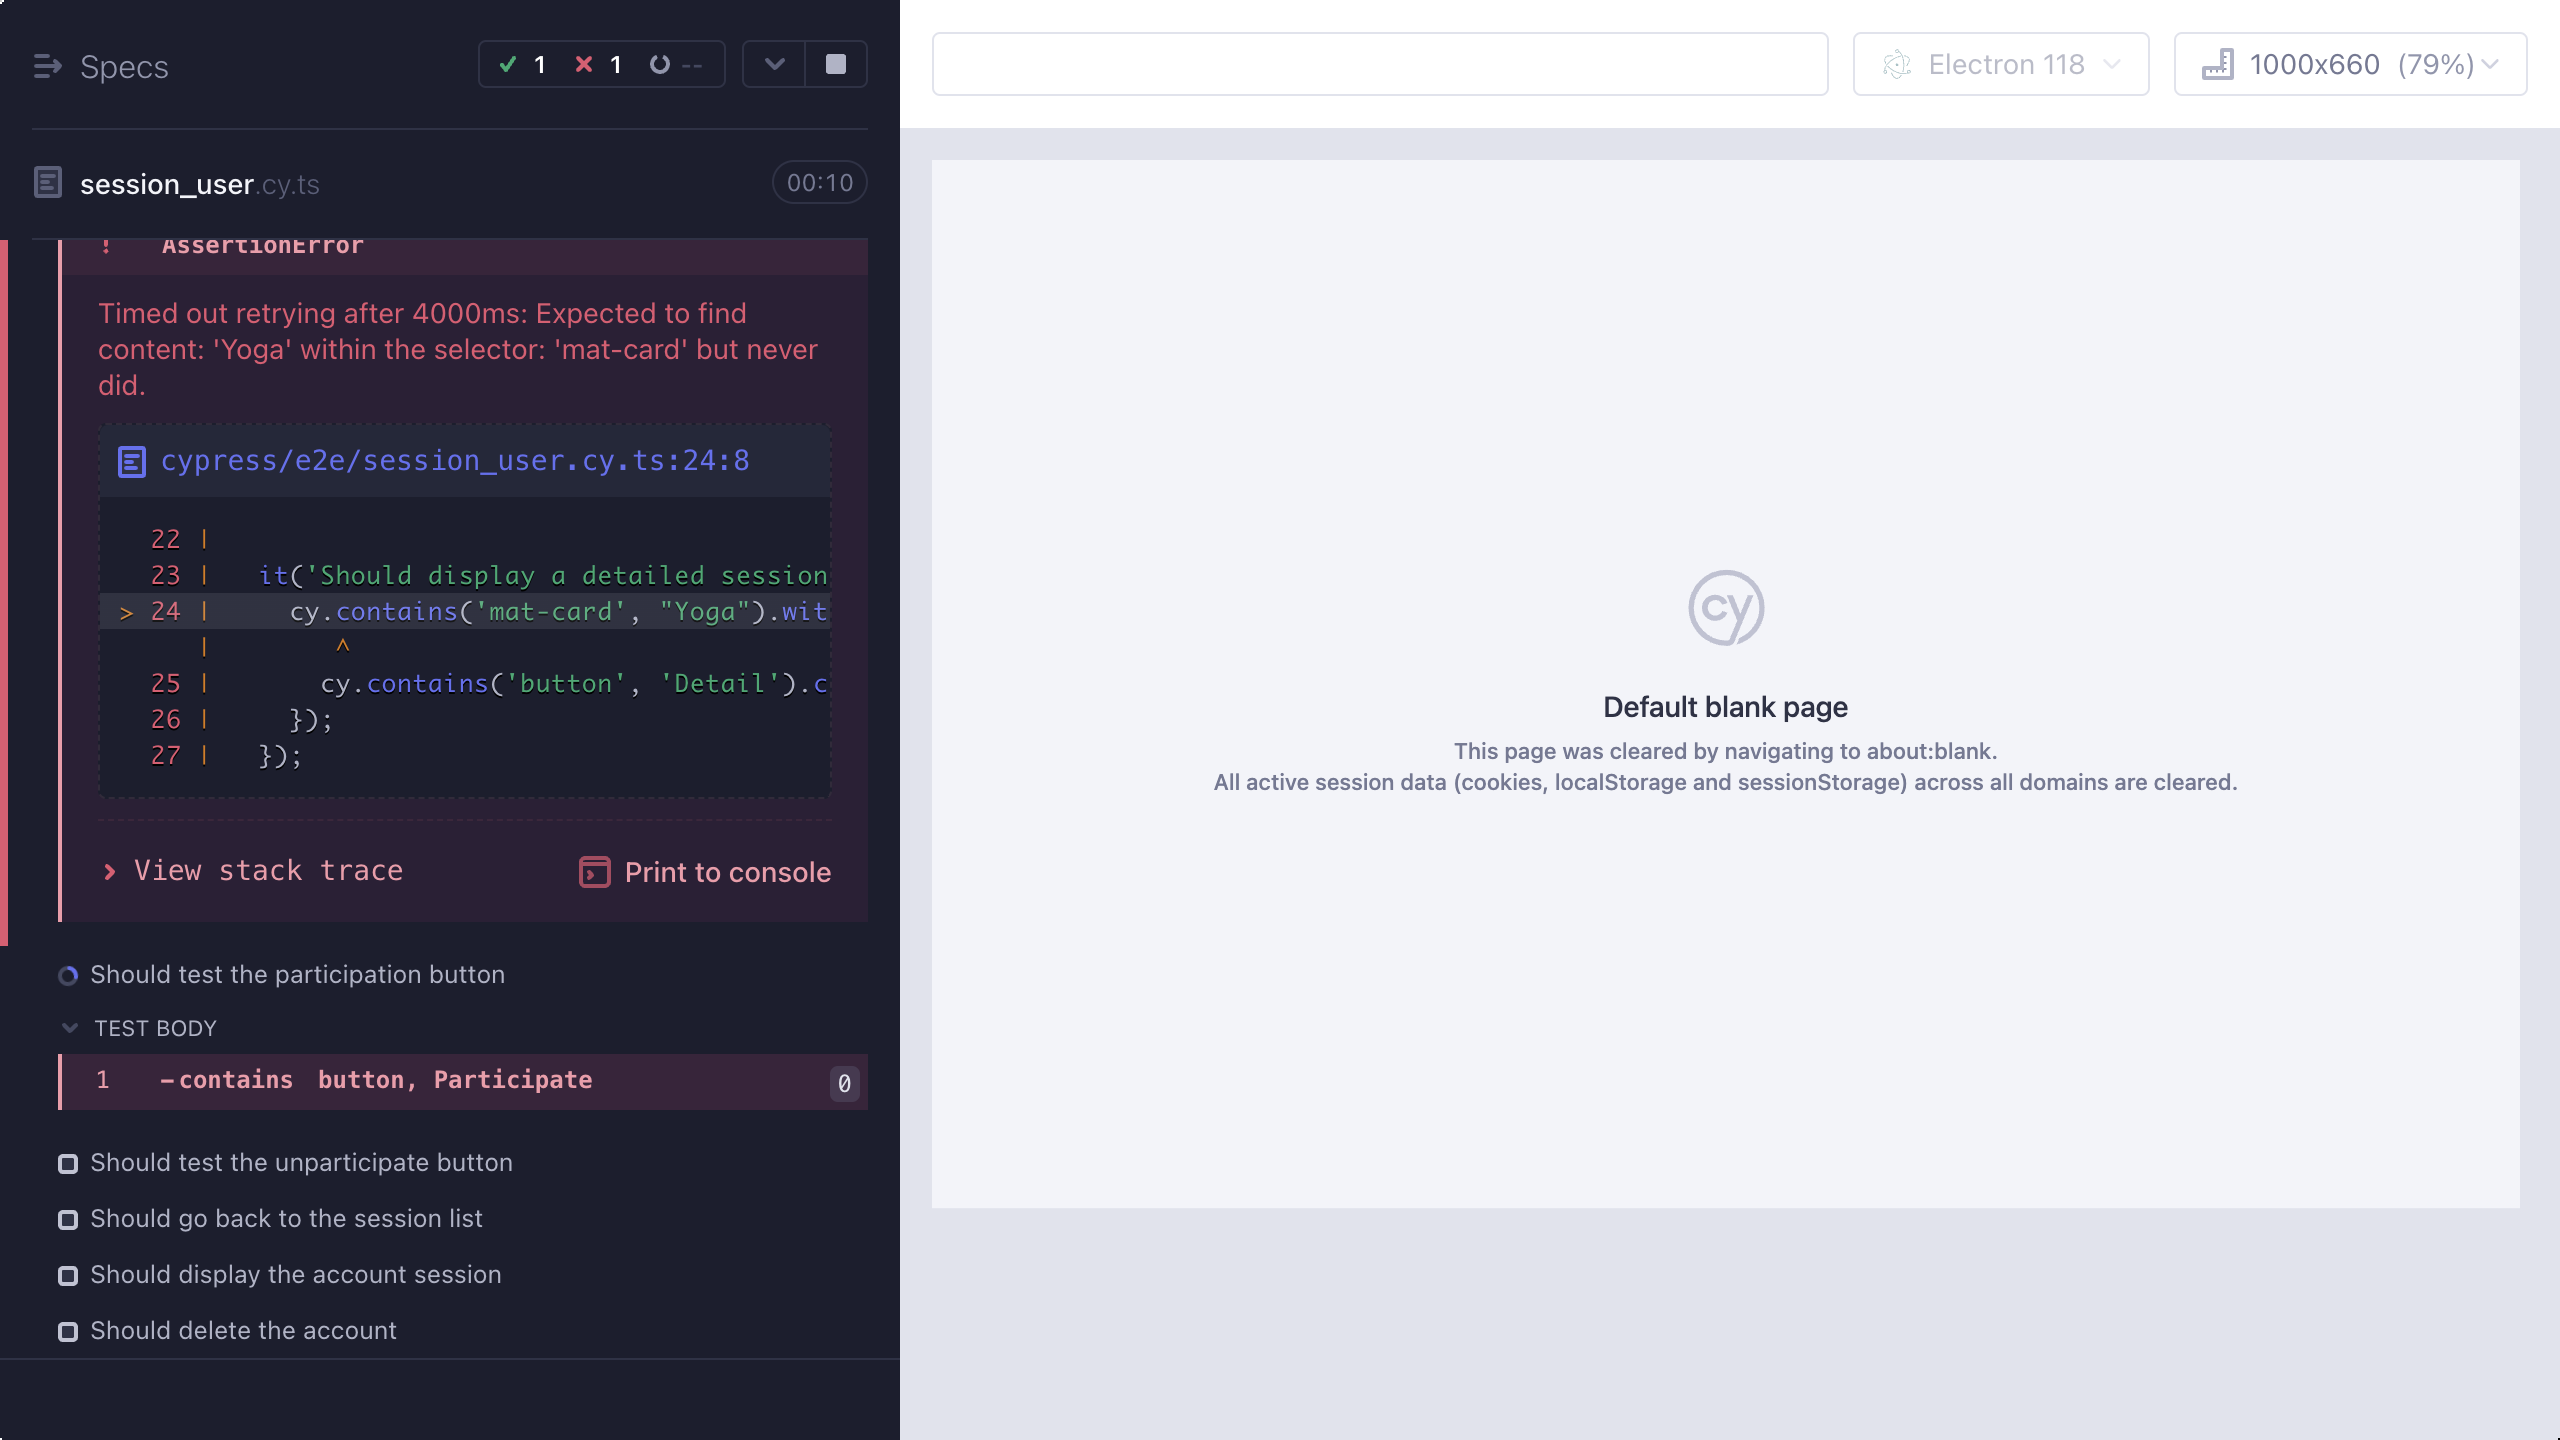 Specs
1 1 --
session_user.cy.ts 00:10
! AssertionError
Timed out retrying after 4000ms: Expected to find
content: 'Yoga' within the selector: 'mat-card' but never
did.
cypress/e2e/session_user.cy.ts:24:8
22 |
23 | it('Should display a detailed session
> 24 | cy.contains('mat-card', "Yoga").wit
| ^
25 | cy.contains('button', 'Detail').c
26 | });
27 | });
View stack trace Print to console
Should test the participation button
TEST BODY
1 -contains button, Participate 0
Should test the unparticipate button
Should go back to the session list
Should display the account session
Should delete the account
Electron 118
1000x660 (79%)
cy
Default blank page
This page was cleared by navigating to about:blank.
All active session data (cookies, localStorage and sessionStorage) across all domains are cleared.